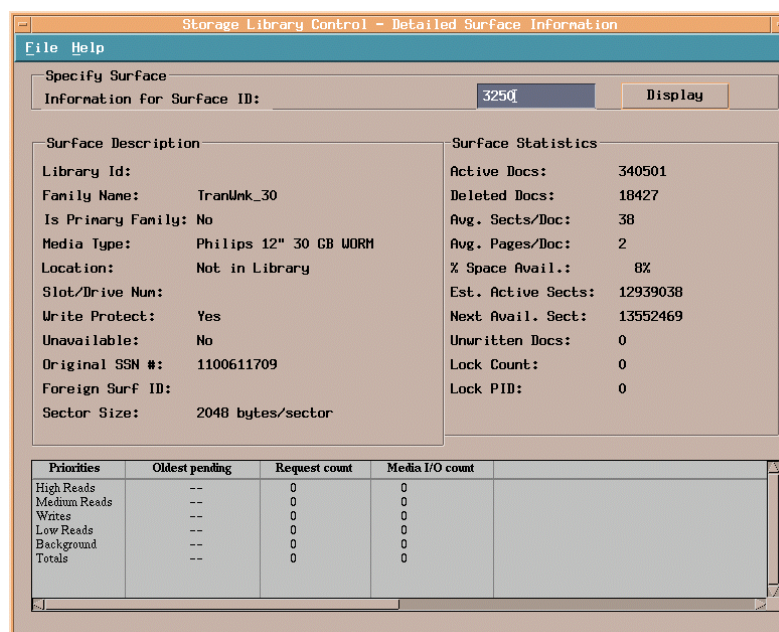 Storage Library Control - Detailed Surface Information
File Help
Specify Surface
Information for Surface ID: 3250 Display
Surface Description
Library Id:
Family Name: TranWmk_30
Is Primary Family: No
Media Type: Philips 12" 30 GB WORM
Location: Not in Library
Slot/Drive Num:
Write Protect: Yes
Unavailable: No
Original SSN #: 1100611709
Foreign Surf ID:
Sector Size: 2048 bytes/sector
Surface Statistics
Active Docs: 340501
Deleted Docs: 18427
Avg. Sects/Doc: 38
Avg. Pages/Doc: 2
% Space Avail.: 8%
Est. Active Sects: 12939038
Next Avail. Sect: 13552469
Unwritten Docs: 0
Lock Count: 0
Lock PID: 0
Priorities Oldest pending Request count Media I/O count
High Reads -- 0 0
Medium Reads -- 0 0
Writes -- 0 0
Low Reads -- 0 0
Background -- 0 0
Totals -- 0 0